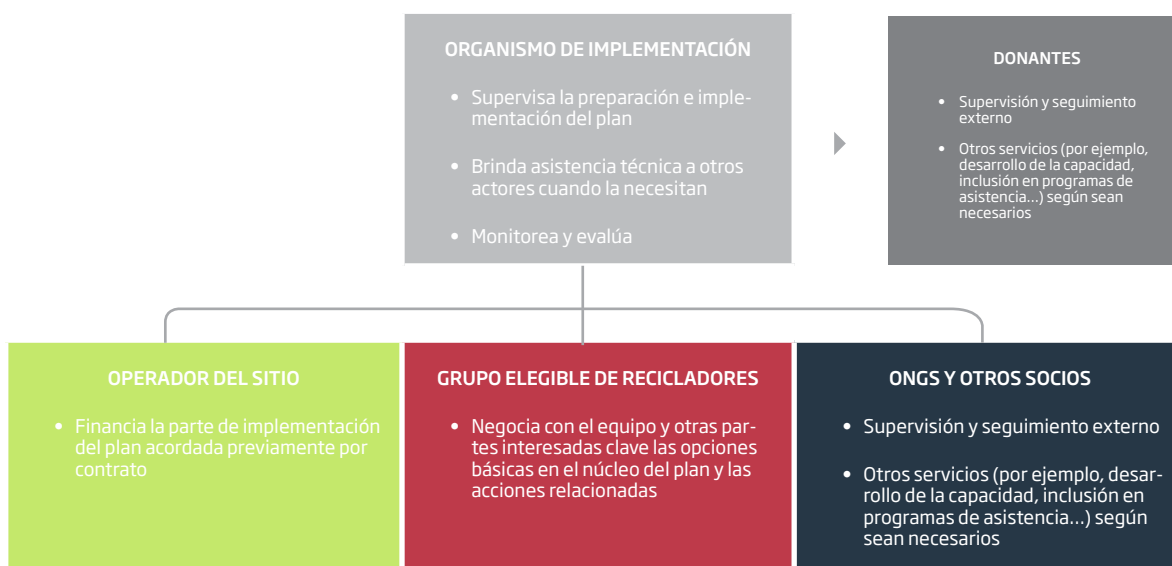 ORGANISMO DE IMPLEMENTACIÓN
• Supervisa la preparación e imple-
mentación del plan
• Brinda asistencia técnica a otros
actores cuando la necesitan
• Monitorea y evalúa
DONANTES
• Supervisión y seguimiento
externo
• Otros servicios (por ejemplo,
desarrollo de la capacidad,
inclusión en programas de
asistencia...) según sean
necesarios
OPERADOR DEL SITIO
• Financia la parte de implementación
del plan acordada previamente por
contrato
GRUPO ELEGIBLE DE RECICLADORES
• Negocia con el equipo y otras par-
tes interesadas clave las opciones
básicas en el núcleo del plan y las
acciones relacionadas
ONGS Y OTROS SOCIOS
• Supervisión y seguimiento externo
• Otros servicios (por ejemplo, desar-
rollo de la capacidad, inclusión en
programas de asistencia...) según
sean necesarios